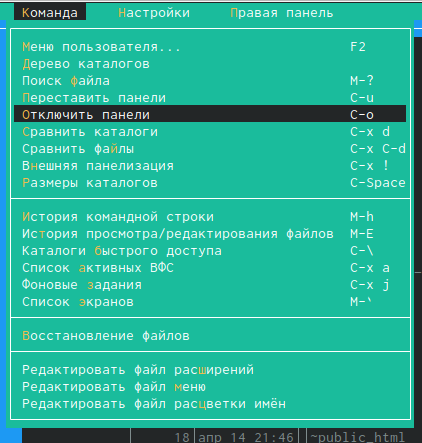 Команда Настройки Правая панель
Меню пользователя... F2
Дерево каталогов
Поиск файла M-?
Переставить панели C-u
Отключить панели C-o
Сравнить каталоги C-x d
Сравнить файлы C-x C-d
Внешняя панелизация C-x !
Размеры каталогов C-Space
История командной строки M-h
История просмотра/редактирования файлов M-E
Каталоги быстрого доступа C-\
Список активных ВФС C-x a
Фоновые задания C-x j
Список экранов M-`
Восстановление файлов
Редактировать файл расширений
Редактировать файл меню
Редактировать файл расцветки имён
18 апр 14 21:46 ~public_html